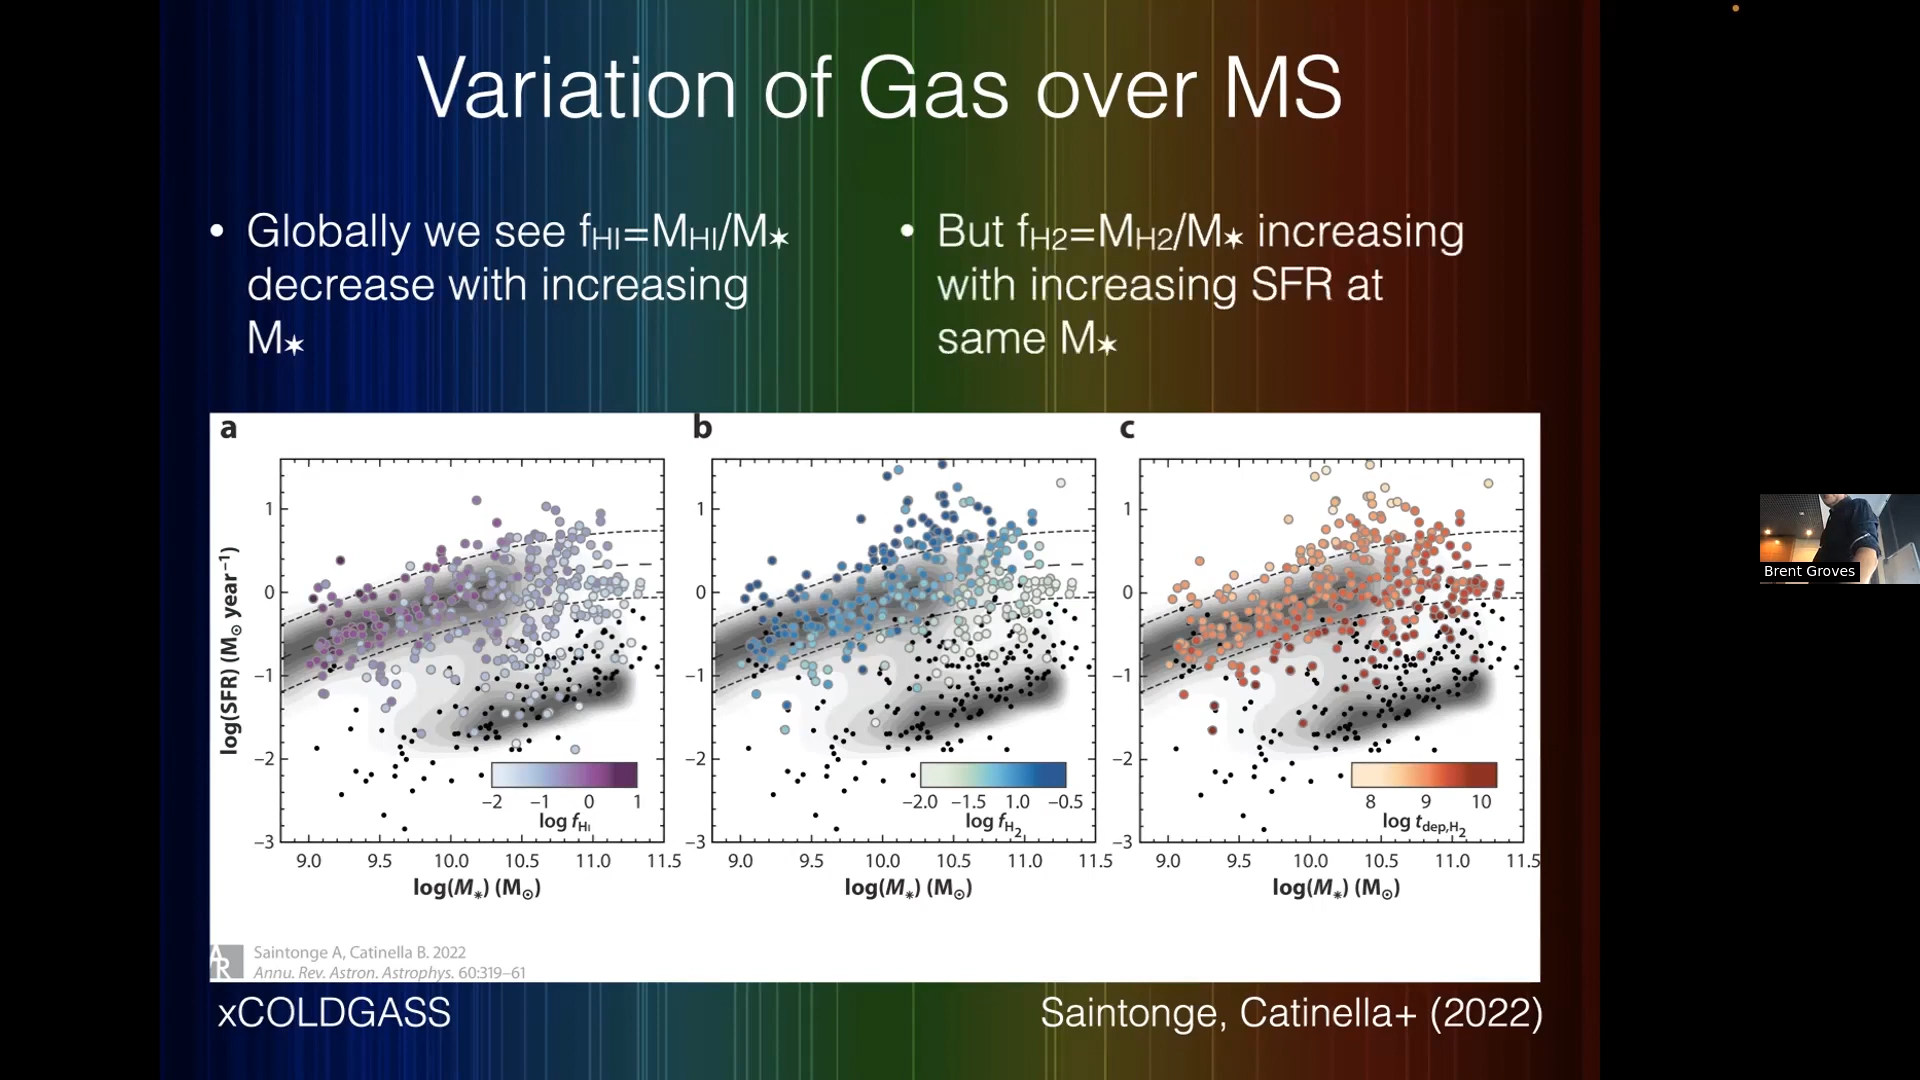 Variation of Gas over MS
• Globally we see fHI=MHI/M✶
decrease with increasing
M✶
• But fH2=MH2/M✶ increasing
with increasing SFR at
same M✶
a
b
c
log(SFR) (M⊙ year−1)
1
0
−1
−2
−3
9.0 9.5 10.0 10.5 11.0 11.5
log(M*) (M⊙)
−2 −1 0 1
log fHI
1
0
−1
−2
−3
9.0 9.5 10.0 10.5 11.0 11.5
log(M*) (M⊙)
−2.0 −1.5 1.0 −0.5
log fH2
1
0
−1
−2
−3
9.0 9.5 10.0 10.5 11.0 11.5
log(M*) (M⊙)
8 9 10
log tdep,H2
AR
Saintonge A, Catinella B. 2022
Annu. Rev. Astron. Astrophys. 60:319–61
xCOLDGASS
Saintonge, Catinella+ (2022)
Brent Groves